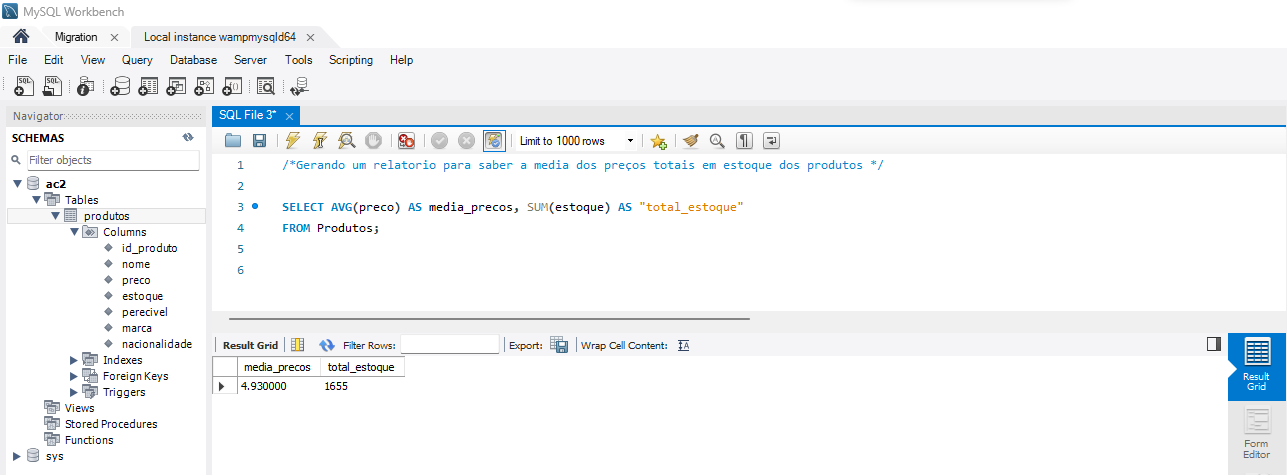 MySQL Workbench
Migration × Local instance wampmysqld64 ×
File Edit View Query Database Server Tools Scripting Help
Navigator
SCHEMAS
Filter objects
ac2
Tables
produtos
Columns
id_produto
nome
preco
estoque
perecivel
marca
nacionalidade
Indexes
Foreign Keys
Triggers
Views
Stored Procedures
Functions
sys
SQL File 3* ×
Limit to 1000 rows
1 /*Gerando um relatorio para saber a media dos preços totais em estoque dos produtos */
2
3 SELECT AVG(preco) AS media_precos, SUM(estoque) AS "total_estoque"
4 FROM Produtos;
5
6
Result Grid Filter Rows: Export: Wrap Cell Content:
media_precos total_estoque
4.930000 1655
Result
Grid
Form
Editor